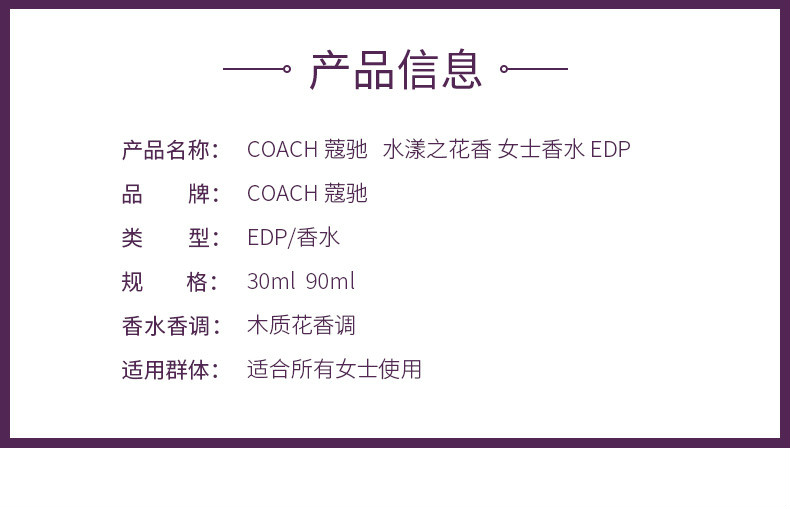 产品信息
产品名称： COACH 蔻驰 水漾之花香 女士香水 EDP
品 牌： COACH 蔻驰
类 型： EDP/香水
规 格： 30ml 90ml
香水香调： 木质花香调
适用群体： 适合所有女士使用